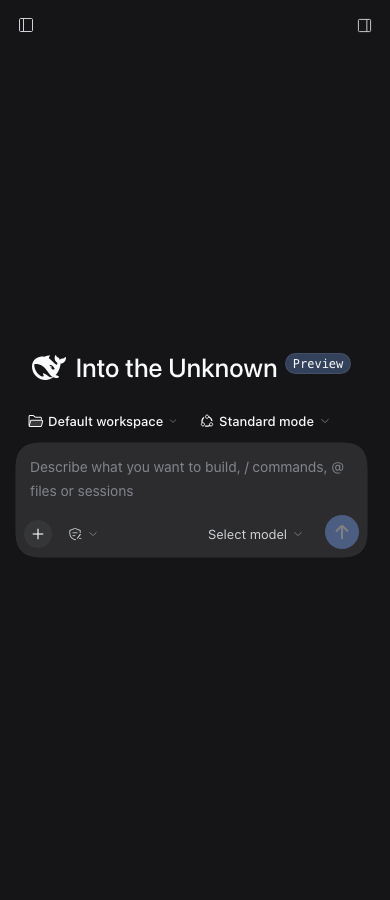 Into the Unknown
Preview
Default workspace
Standard mode
Describe what you want to build, / commands, @
files or sessions
Select model